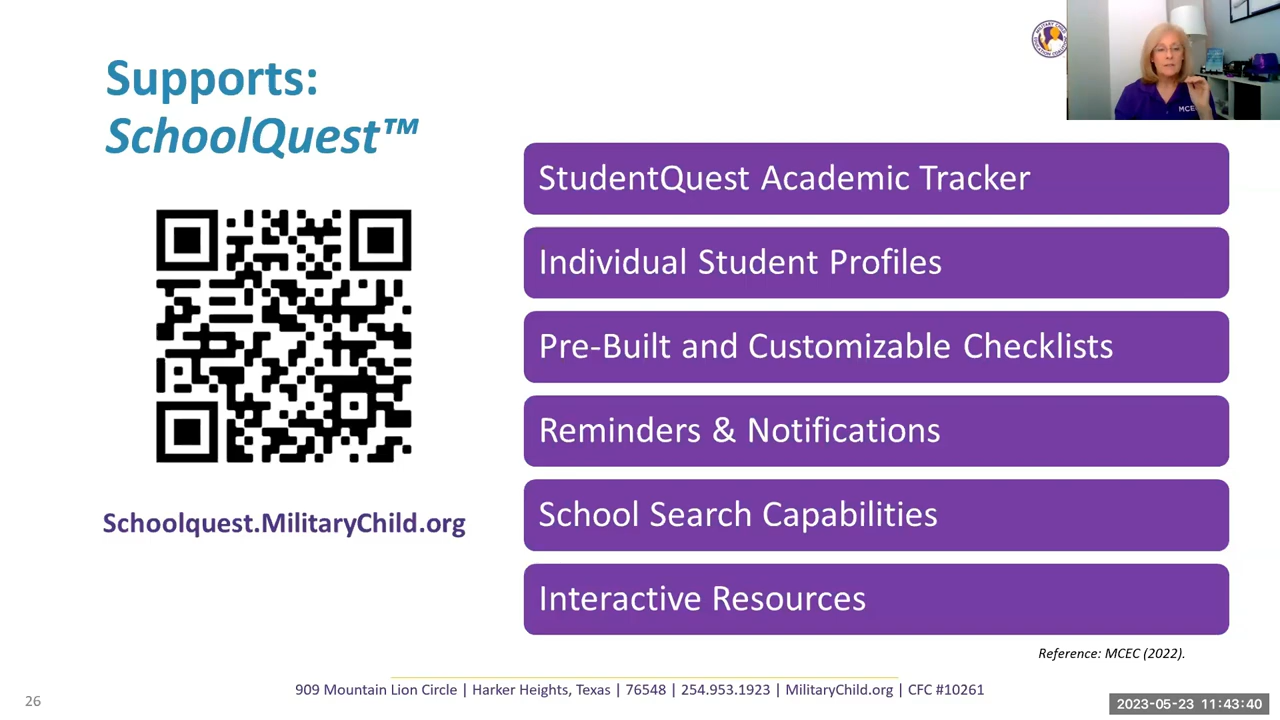 Supports:
SchoolQuest™
Schoolquest.MilitaryChild.org
StudentQuest Academic Tracker
Individual Student Profiles
Pre-Built and Customizable Checklists
Reminders & Notifications
School Search Capabilities
Interactive Resources
Reference: MCEC (2022).
909 Mountain Lion Circle | Harker Heights, Texas | 76548 | 254.953.1923 | MilitaryChild.org | CFC #10261
26
2023-05-23 11:43:40